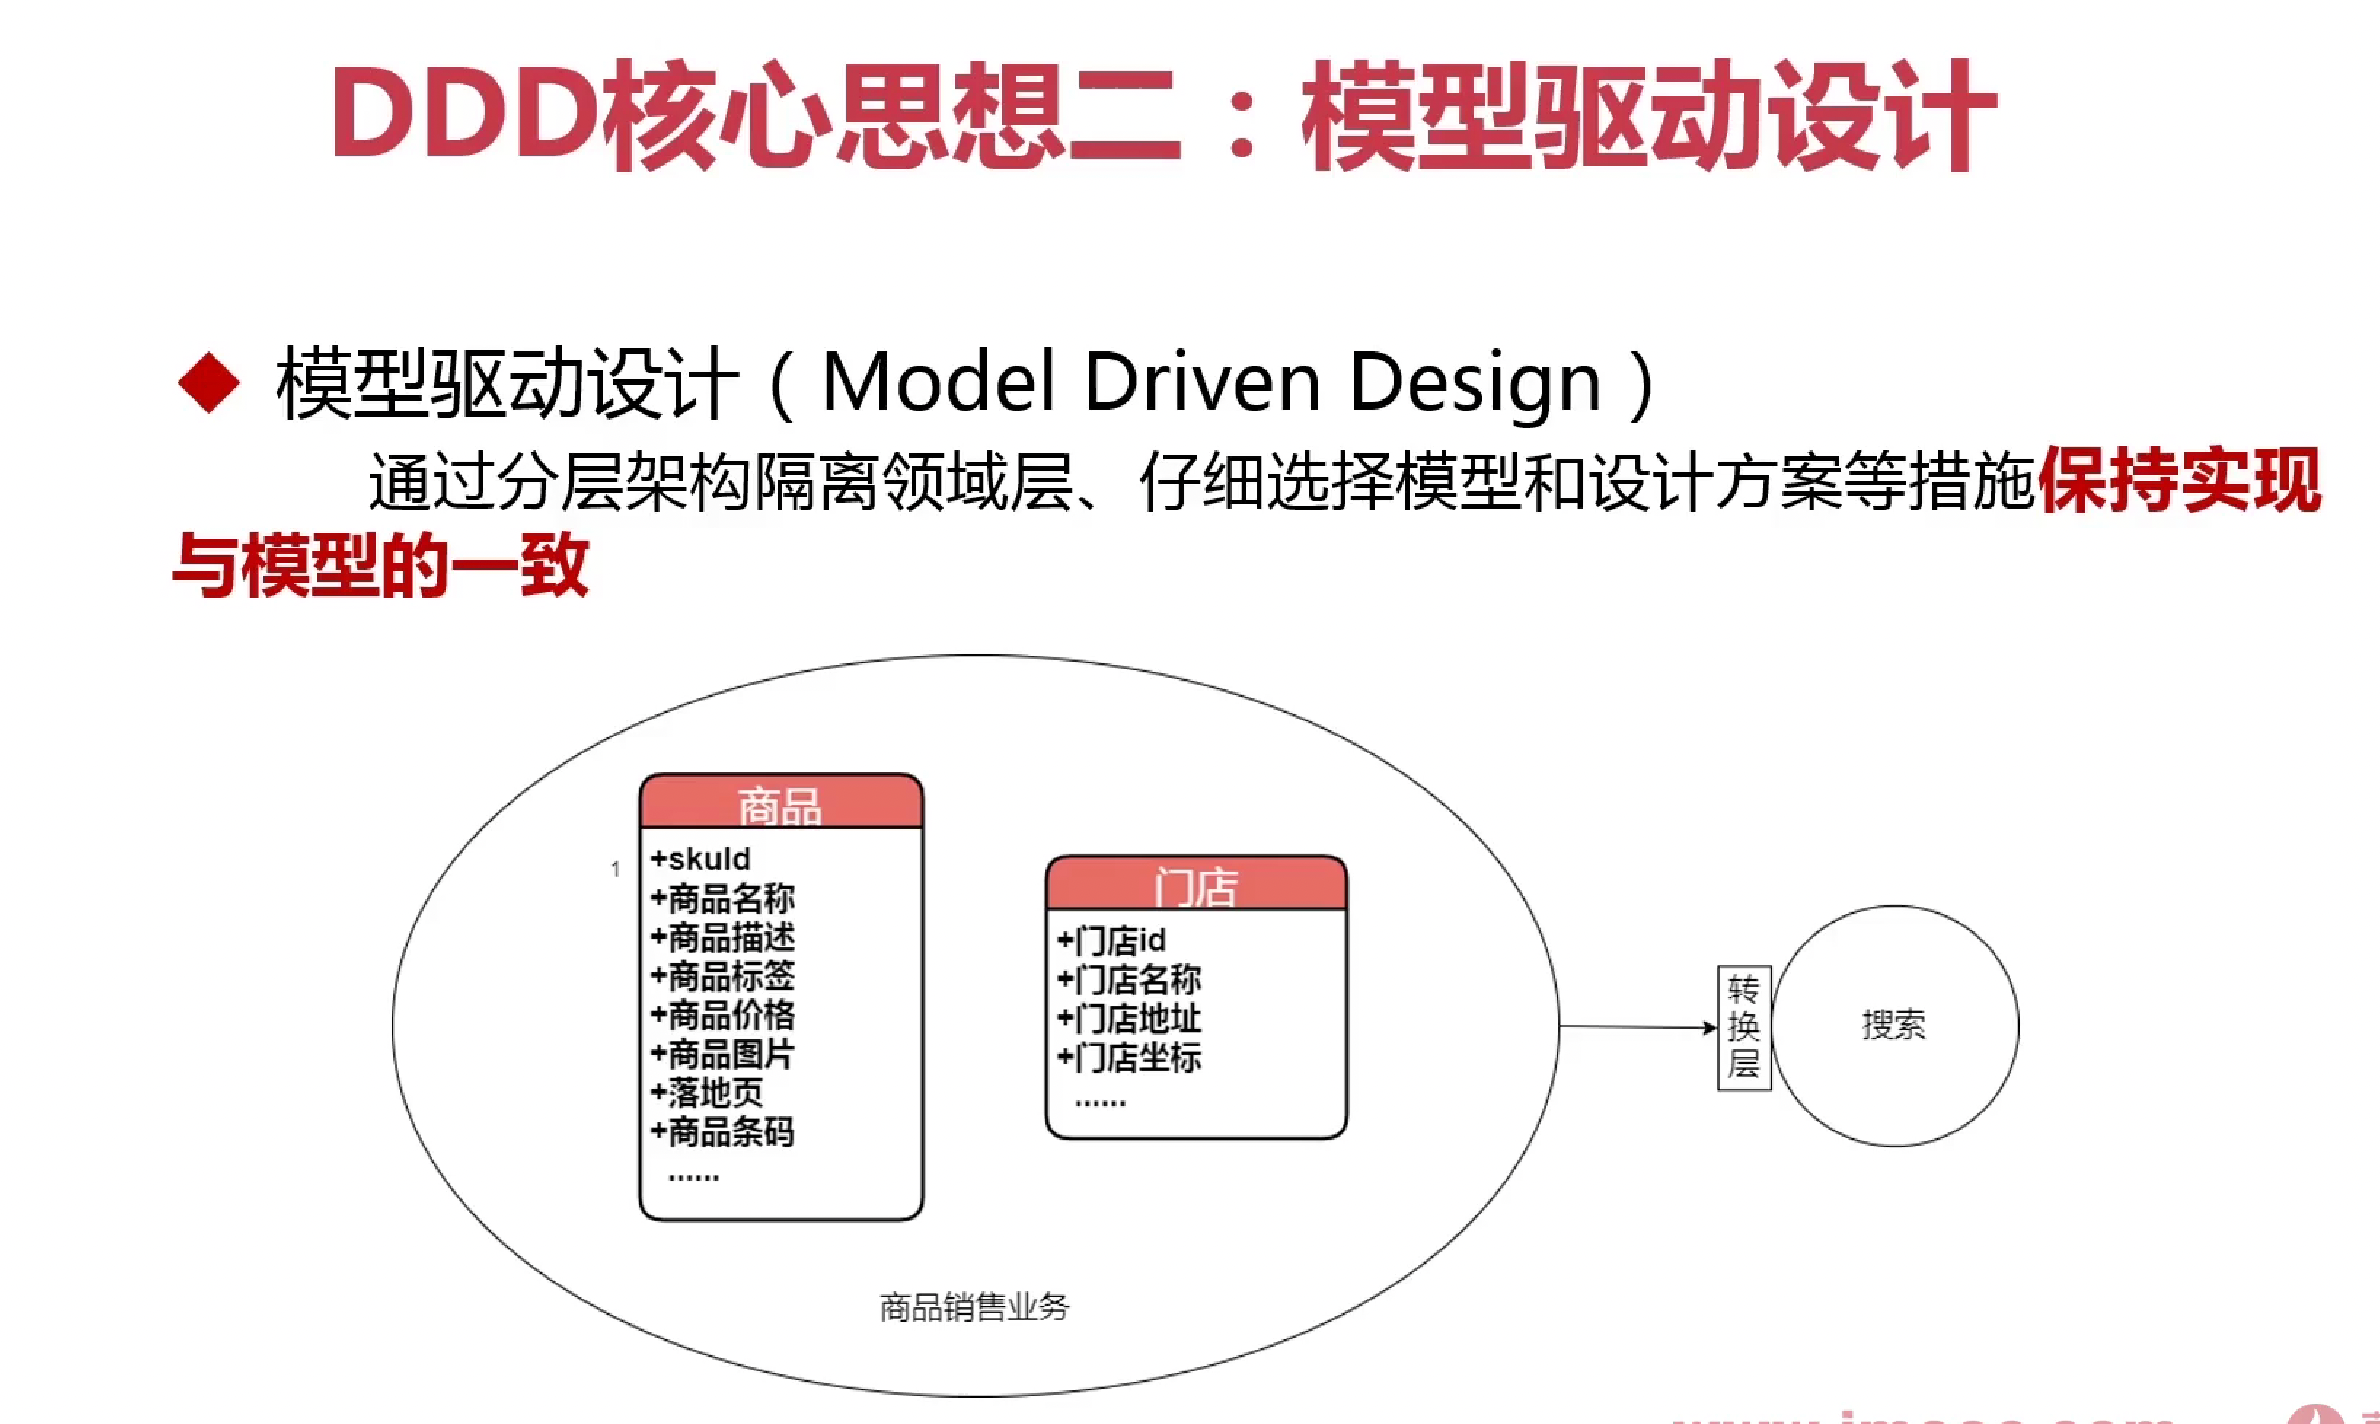 DDD核心思想二：模型驱动设计
模型驱动设计（Model Driven Design）
通过分层架构隔离领域层、仔细选择模型和设计方案等措施保持实现
与模型的一致
商品
1
+skuId
+商品名称
+商品描述
+商品标签
+商品价格
+商品图片
+落地页
+商品条码
......
门店
+门店id
+门店名称
+门店地址
+门店坐标
......
商品销售业务
转
换
层
搜索